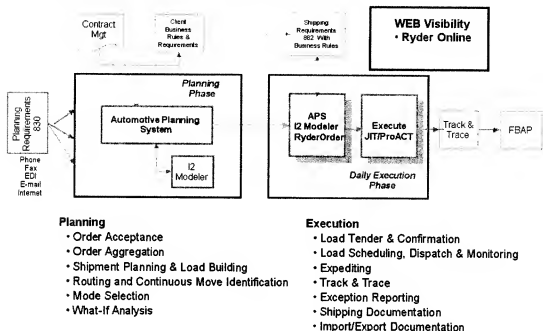 Contract
Mgt
Client
Business
Rules &
Requirements
Shipping
Requirements
862 With
Business Rules
WEB Visibility
• Ryder Online
Planning
Phase
Planning
Requirements
830
Automotive Planning
System
I2
Modeler
Phone
Fax
EDI
E-mail
Internet
APS
I2 Modeler
RyderOrder
Execute
JIT/ProACT
Daily Execution
Phase
Track &
Trace
FBAP
Planning
• Order Acceptance
• Order Aggregation
• Shipment Planning & Load Building
• Routing and Continuous Move Identification
• Mode Selection
• What-If Analysis
Execution
• Load Tender & Confirmation
• Load Scheduling, Dispatch & Monitoring
• Expediting
• Track & Trace
• Exception Reporting
• Shipping Documentation
• Import/Export Documentation